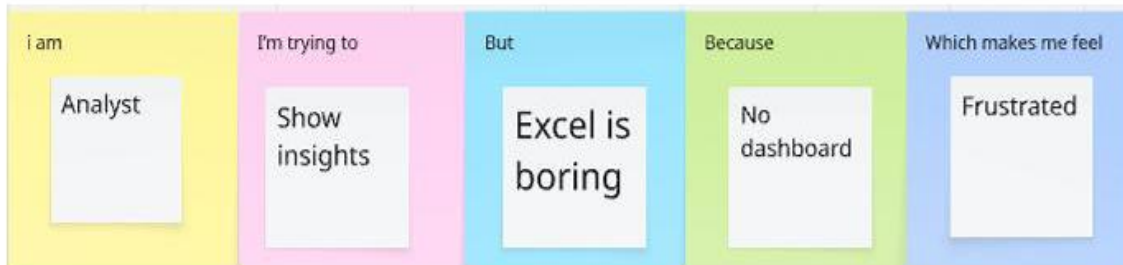 i am
Analyst
I'm trying to
Show
insights
But
Excel is
boring
Because
No
dashboard
Which makes me feel
Frustrated